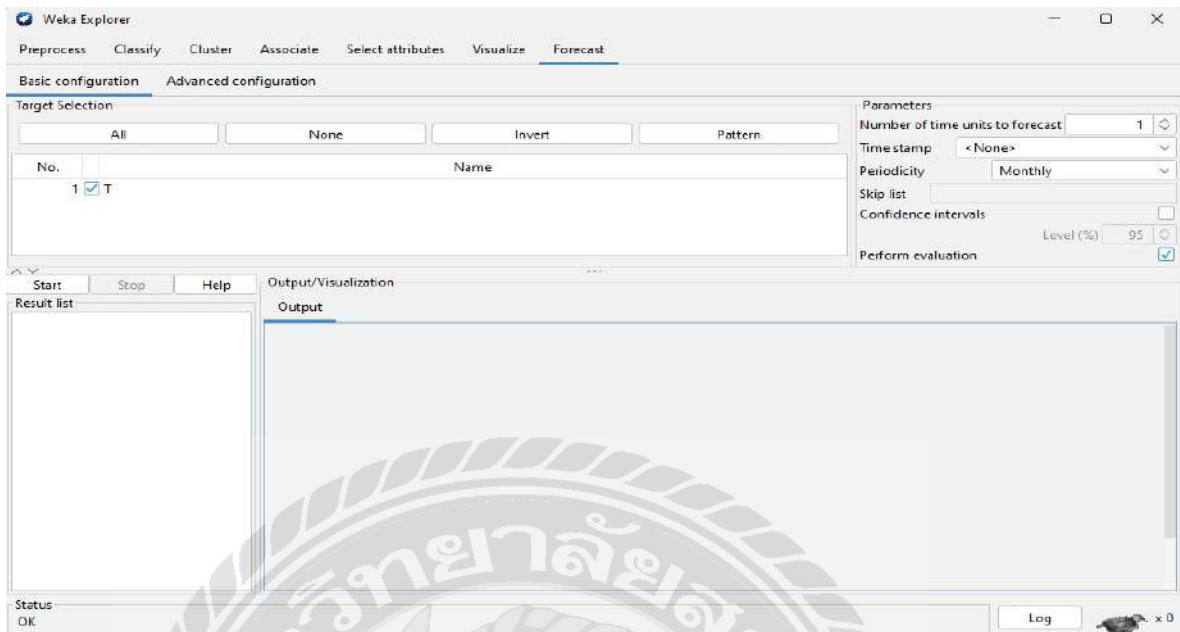 Weka Explorer
Preprocess Classify Cluster Associate Select attributes Visualize Forecast
Basic configuration Advanced configuration
Target Selection
All None Invert Pattern
No. Name
1 T
Parameters
Number of time units to forecast 1
Time stamp <None>
Periodicity Monthly
Skip list
Confidence intervals
Level (%) 95
Perform evaluation
Start Stop Help
Result list
Output/Visualization
Output
Status
OK
Log x 0